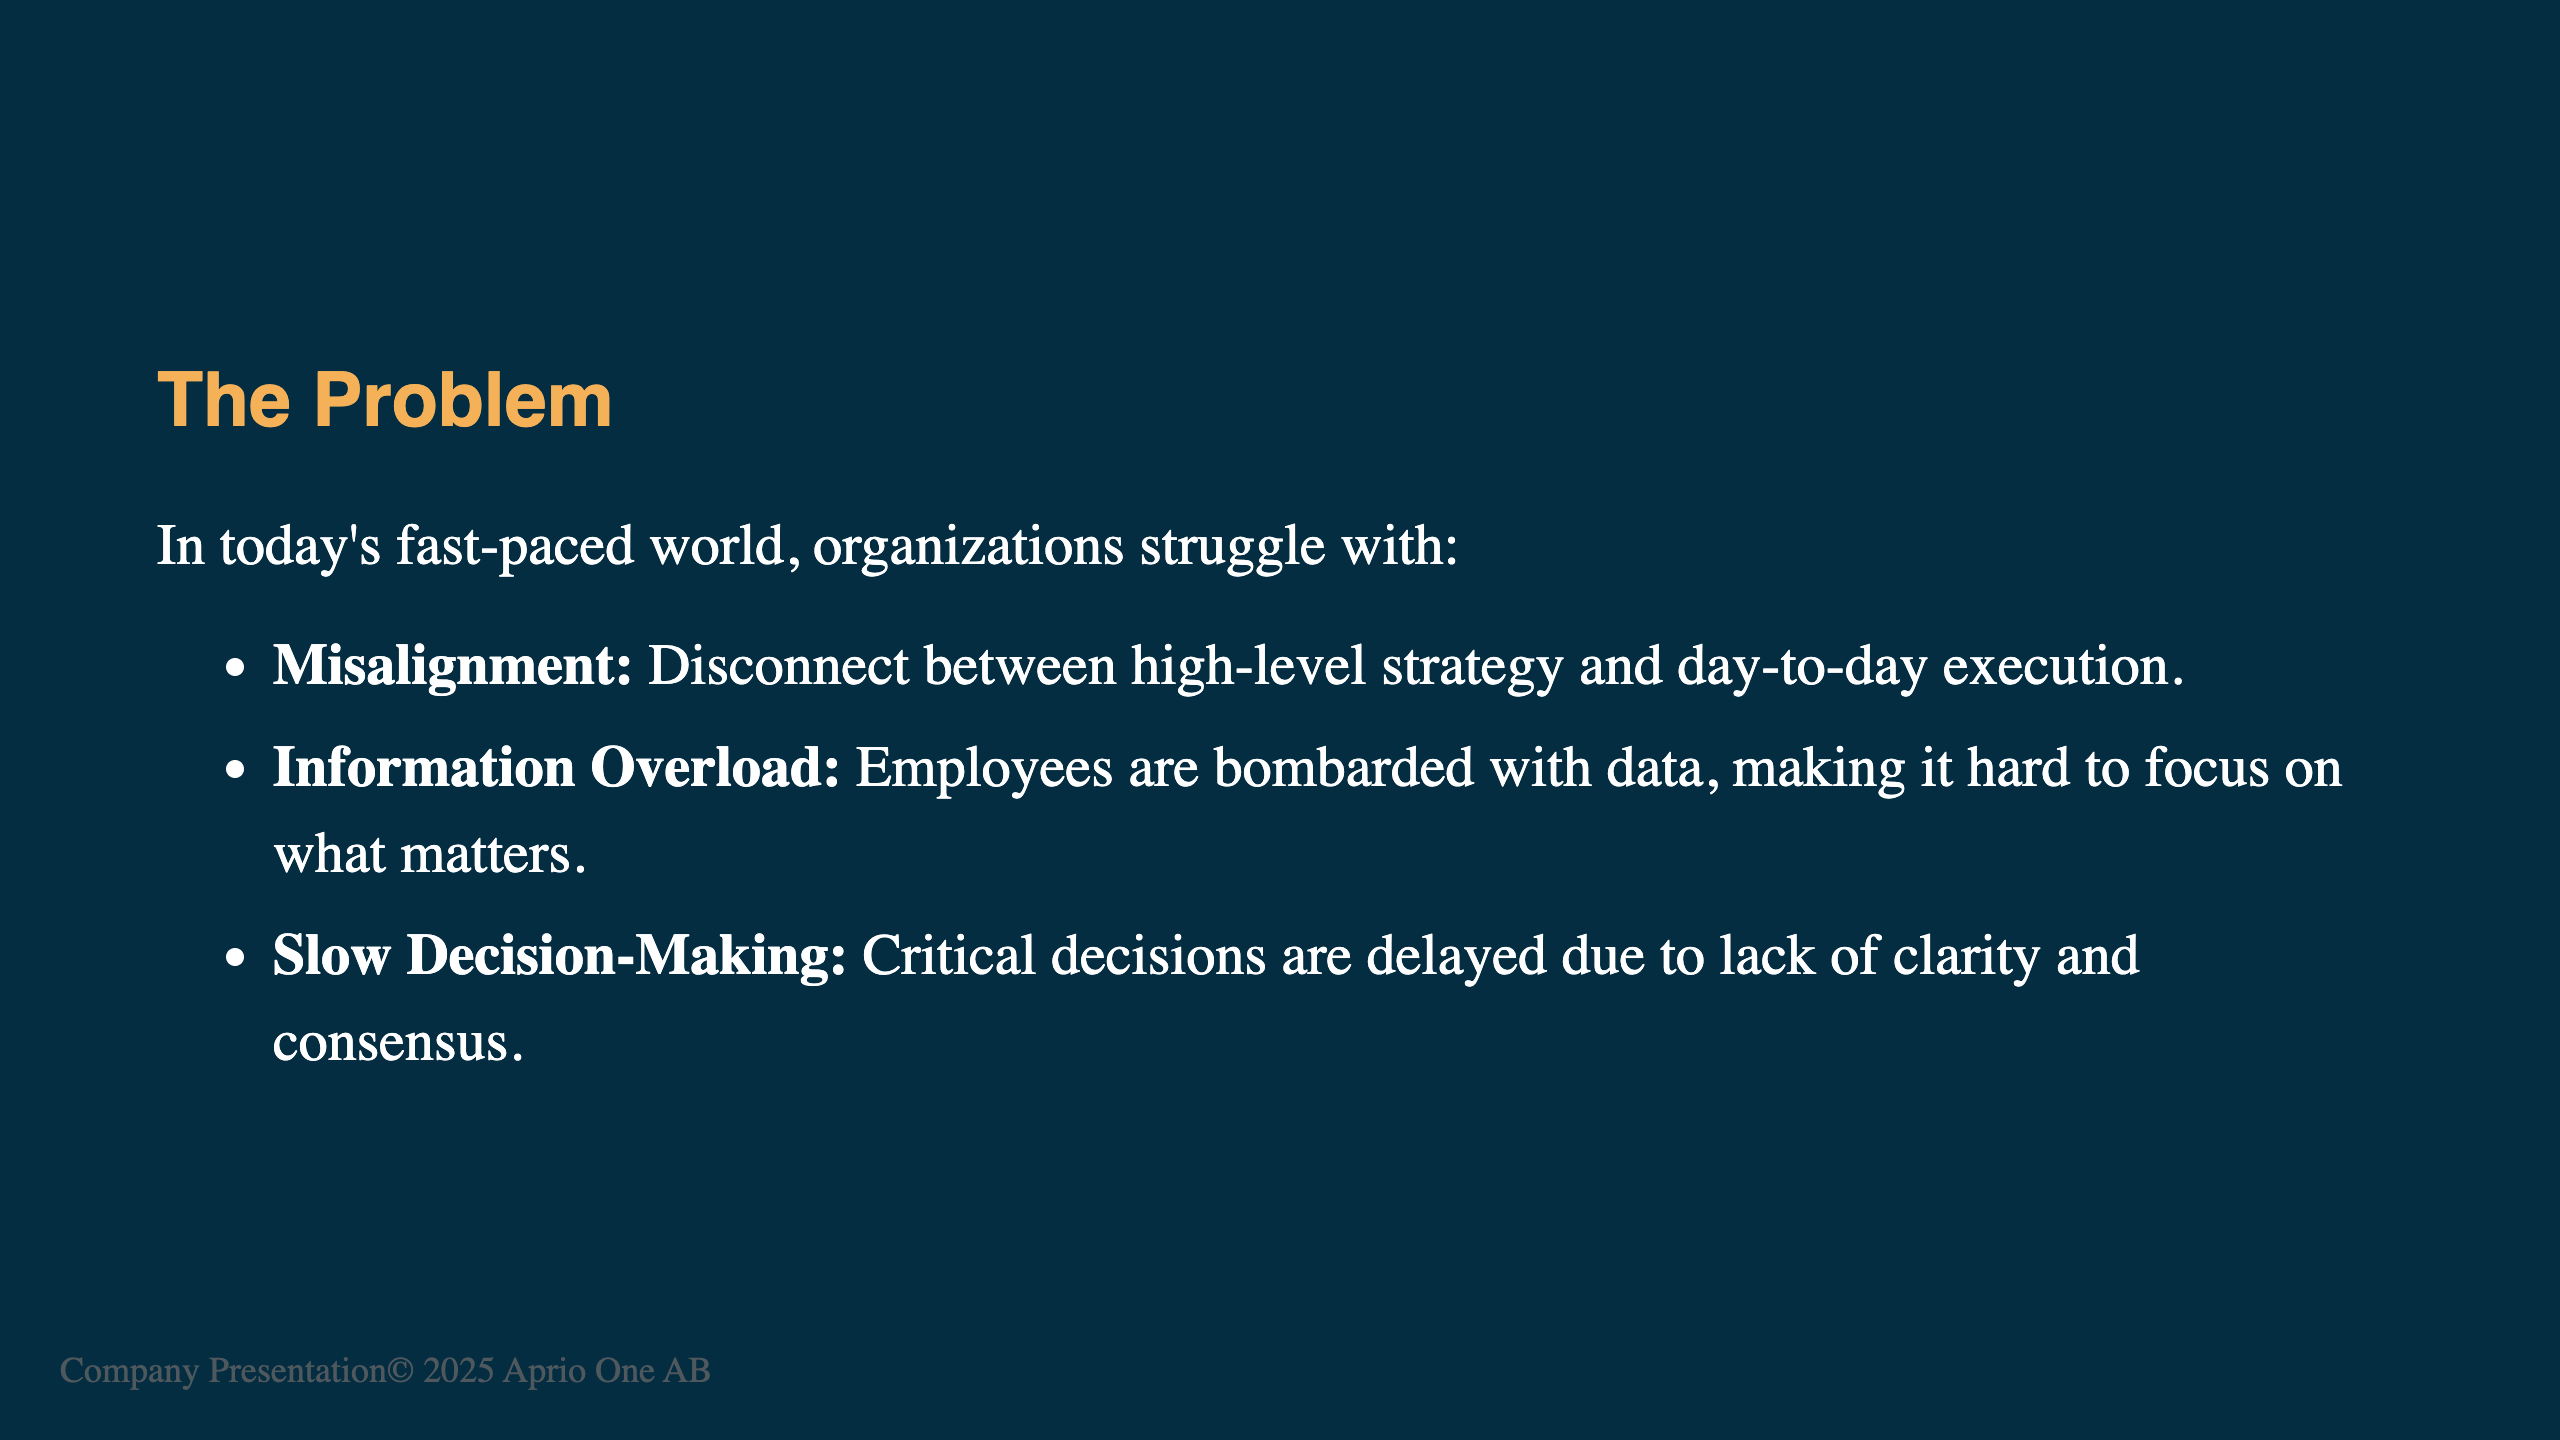 The Problem
In today's fast-paced world, organizations struggle with:
• Misalignment: Disconnect between high-level strategy and day-to-day execution.
• Information Overload: Employees are bombarded with data, making it hard to focus on
what matters.
• Slow Decision-Making: Critical decisions are delayed due to lack of clarity and
consensus.
Company Presentation© 2025 Aprio One AB